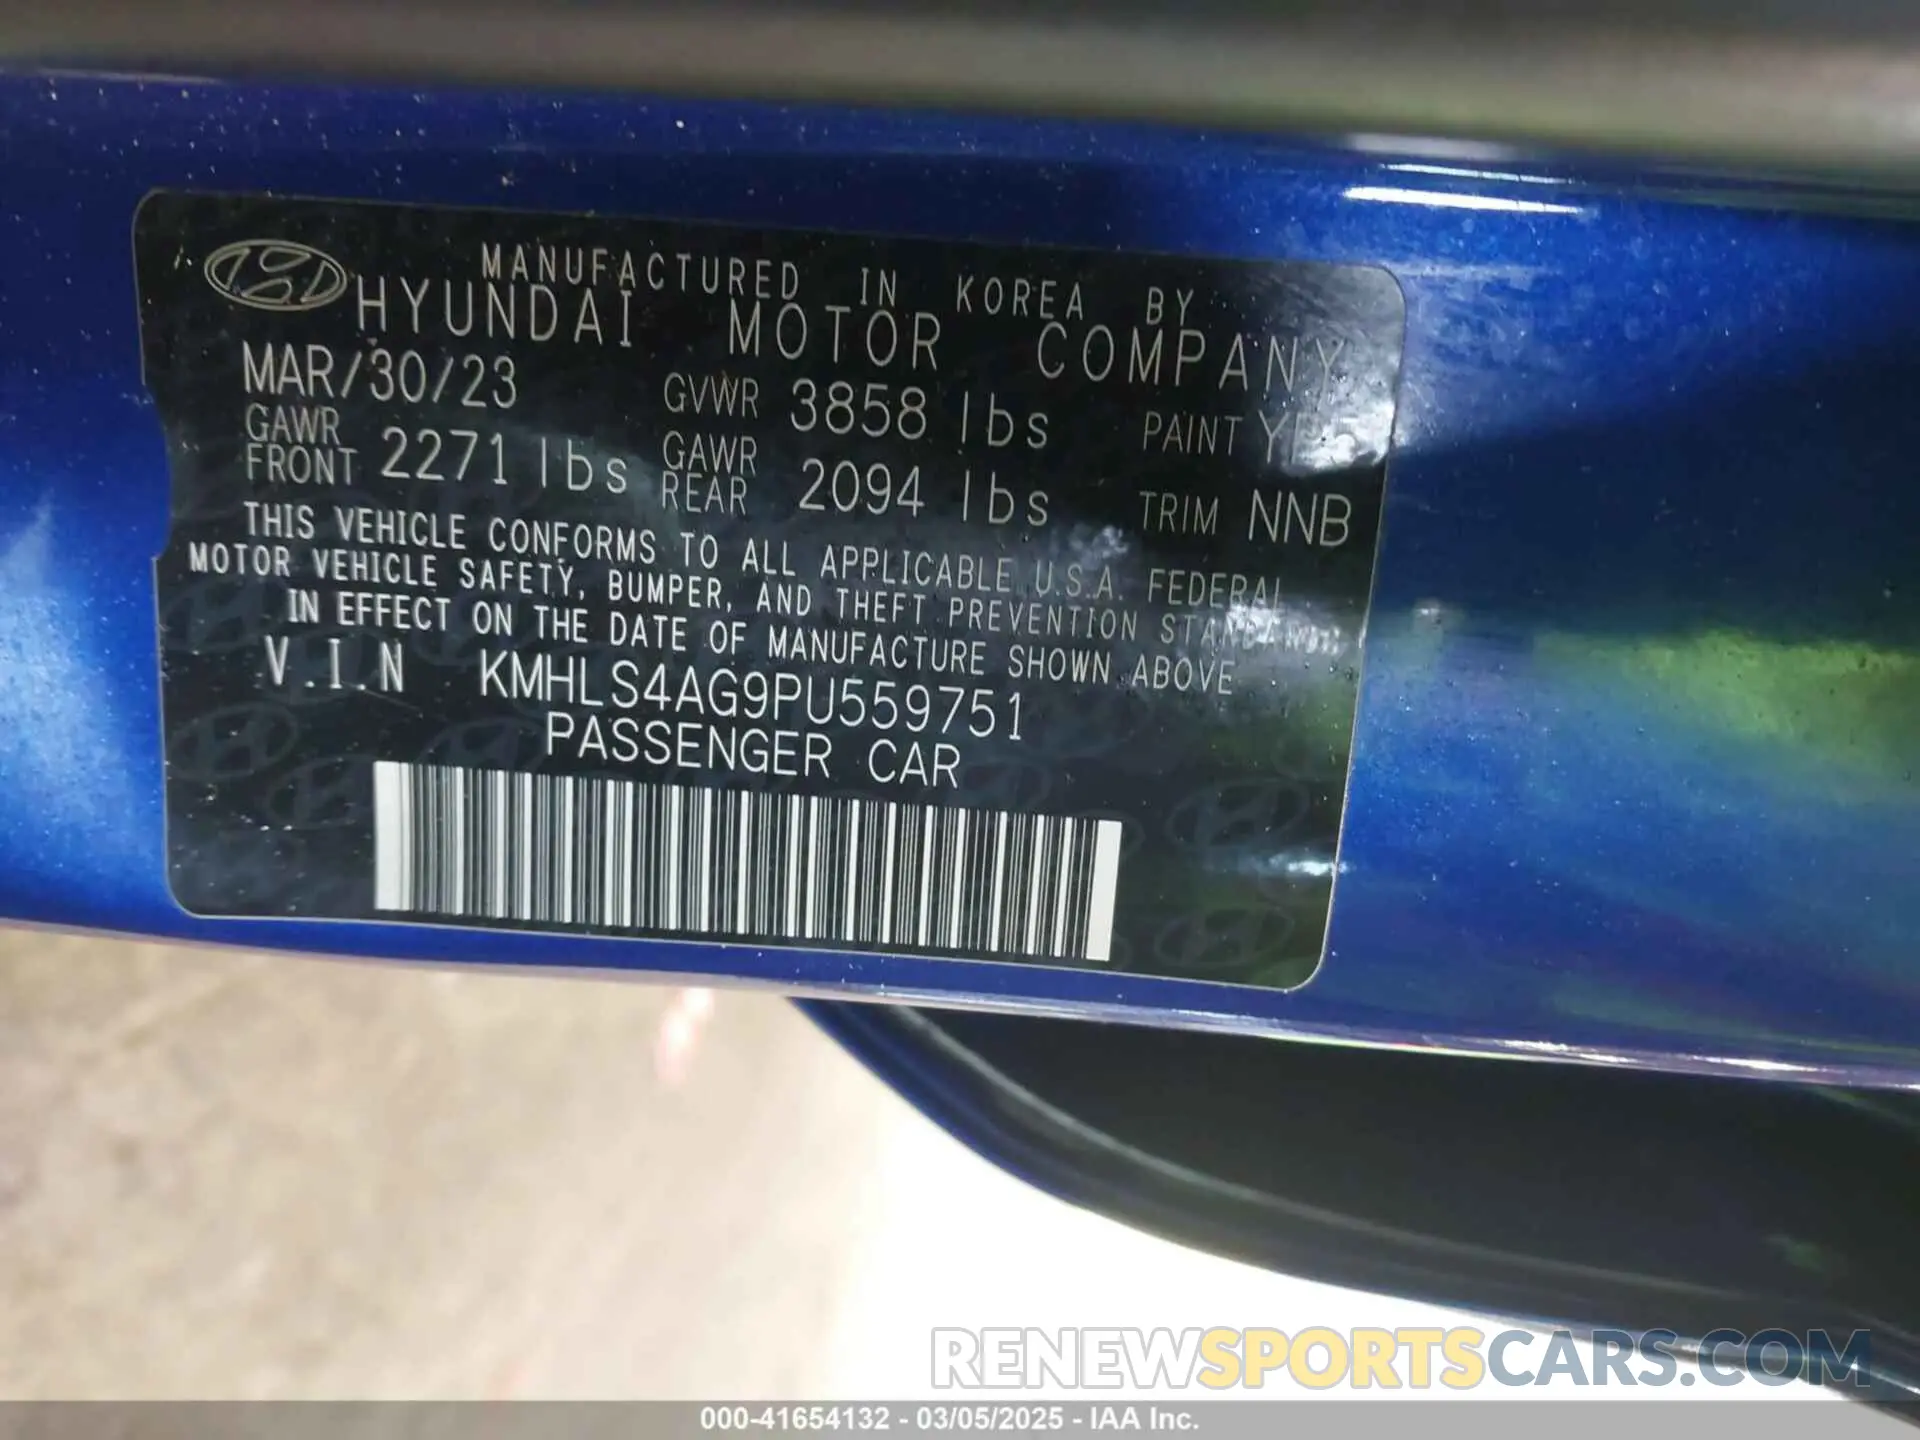 MANUFACTURED IN KOREA BY
HYUNDAI MOTOR COMPANY
MAR/30/23 GVWR 3858 lbs PAINT
GAWR FRONT 2271 lbs GAWR REAR 2094 lbs TRIM NNB
THIS VEHICLE CONFORMS TO ALL APPLICABLE U.S.A. FEDERAL
MOTOR VEHICLE SAFETY, BUMPER, AND THEFT PREVENTION STANDARDS
IN EFFECT ON THE DATE OF MANUFACTURE SHOWN ABOVE
V.I.N KMHLS4AG9PU559751
PASSENGER CAR
RENEWSPORTSCARS.COM
000-41654132 - 03/05/2025 - IAA Inc.